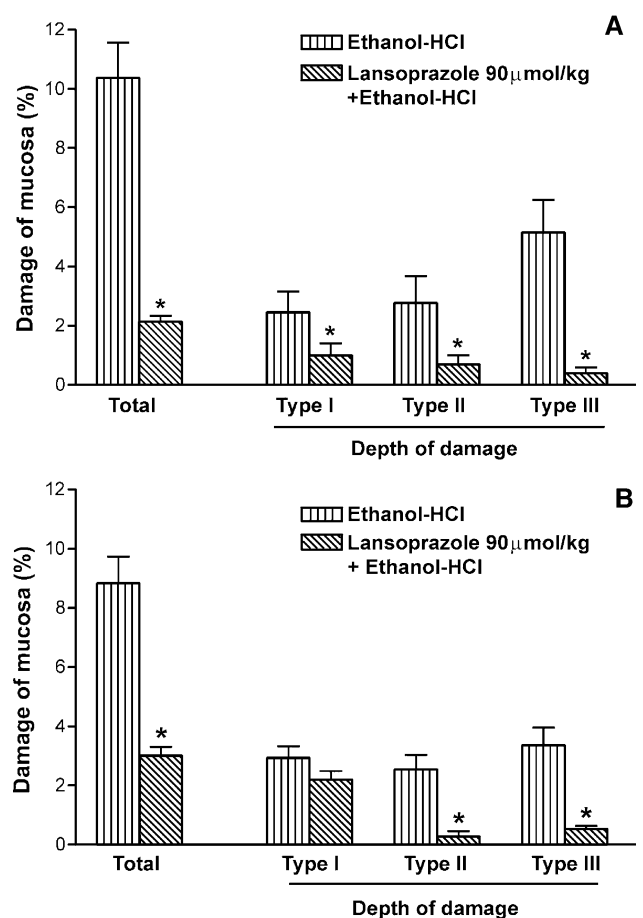 A
Ethanol-HCl
Lansoprazole 90μmol/kg
+Ethanol-HCl
Damage of mucosa (%)
12
10
8
6
4
2
0
* * * *
Total Type I Type II Type III
Depth of damage
B
Ethanol-HCl
Lansoprazole 90μmol/kg
+ Ethanol-HCl
Damage of mucosa (%)
12
10
8
6
4
2
0
* * *
Total Type I Type II Type III
Depth of damage